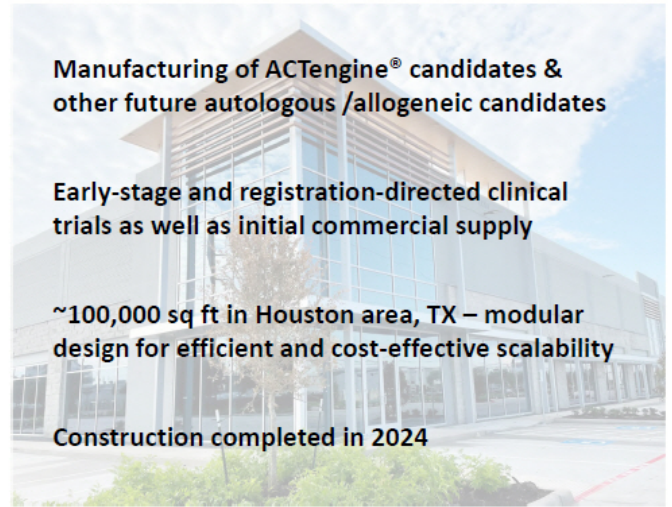 Manufacturing of ACTengine® candidates &
other future autologous /allogeneic candidates
Early-stage and registration-directed clinical
trials as well as initial commercial supply
~100,000 sq ft in Houston area, TX – modular
design for efficient and cost-effective scalability
Construction completed in 2024